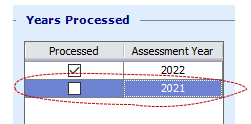 Years Processed
Processed Assessment Year
2022
2021